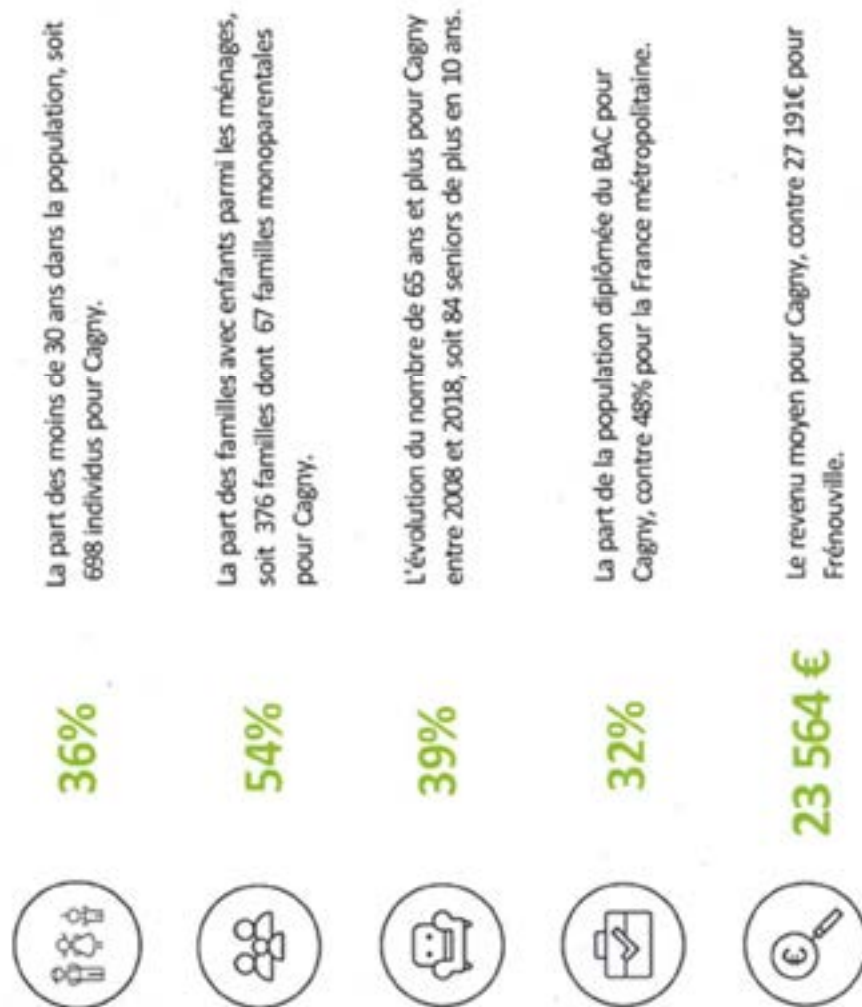 36%
La part des moins de 30 ans dans la population, soit
698 individus pour Cagny.
54%
La part des familles avec enfants parmi les ménages,
soit 376 familles dont 67 familles monoparentales
pour Cagny.
39%
L'évolution du nombre de 65 ans et plus pour Cagny
entre 2008 et 2018, soit 84 seniors de plus en 10 ans.
32%
La part de la population diplômée du BAC pour
Cagny, contre 48% pour la France métropolitaine.
23 564 €
Le revenu moyen pour Cagny, contre 27 191€ pour
Frénouville.